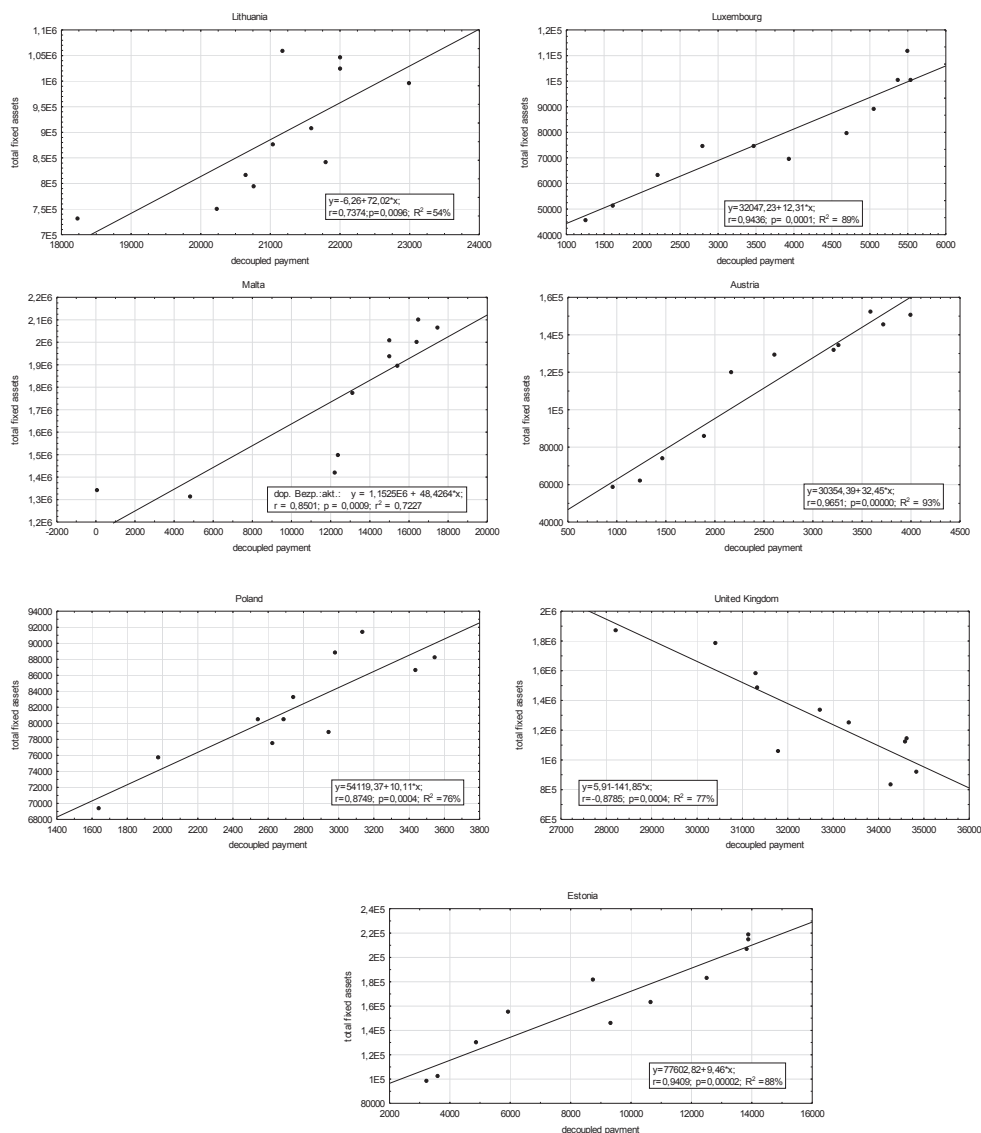 Lithuania
total fixed assets
1,1E6
1,05E6
1E6
9,5E5
9E5
8,5E5
8E5
7,5E5
7E5
y=-6,26+72,02*x;
r=0,7374;p=0,0096; R² =54%
18000 19000 20000 21000 22000 23000 24000
decoupled payment
Luxembourg
total fixed assets
1,2E5
1,1E5
1E5
90000
80000
70000
60000
50000
40000
y=32047,23+12,31*x;
r=0,9436; p= 0,0001; R² = 89%
1000 1500 2000 2500 3000 3500 4000 4500 5000 5500 6000
decoupled payment
Malta
total fixed assets
2,2E6
2,1E6
2E6
1,9E6
1,8E6
1,7E6
1,6E6
1,5E6
1,4E6
1,3E6
1,2E6
dop. Bezp.:akt.: y = 1,1525E6 + 48,4264*x;
r = 0,8501; p = 0,0009; r² = 0,7227
-2000 0 2000 4000 6000 8000 10000 12000 14000 16000 18000 20000
decoupled payment
Austria
total fixed assets
1,6E5
1,4E5
1,2E5
1E5
80000
60000
40000
y=30354,39+32,45*x;
r=0,9651; p=0,00000; R² = 93%
500 1000 1500 2000 2500 3000 3500 4000 4500
decoupled payment
Poland
total fixed assets
94000
92000
90000
88000
86000
84000
82000
80000
78000
76000
74000
72000
70000
68000
y=54119,37+10,11*x;
r=0,8749; p=0,0004; R² =76%
1400 1600 1800 2000 2200 2400 2600 2800 3000 3200 3400 3600 3800
decoupled payment
United Kingdom
total fixed assets
2E6
1,8E6
1,6E6
1,4E6
1,2E6
1E6
8E5
6E5
y=5,91-141,85*x;
r=-0,8785; p=0,0004; R² = 77%
27000 28000 29000 30000 31000 32000 33000 34000 35000 36000
decoupled payment
Estonia
total fixed assets
2,4E5
2,2E5
2E5
1,8E5
1,6E5
1,4E5
1,2E5
1E5
80000
y=77602,82+9,46*x;
r=0,9409; p=0,00002; R² =88%
2000 4000 6000 8000 10000 12000 14000 16000
decoupled payment